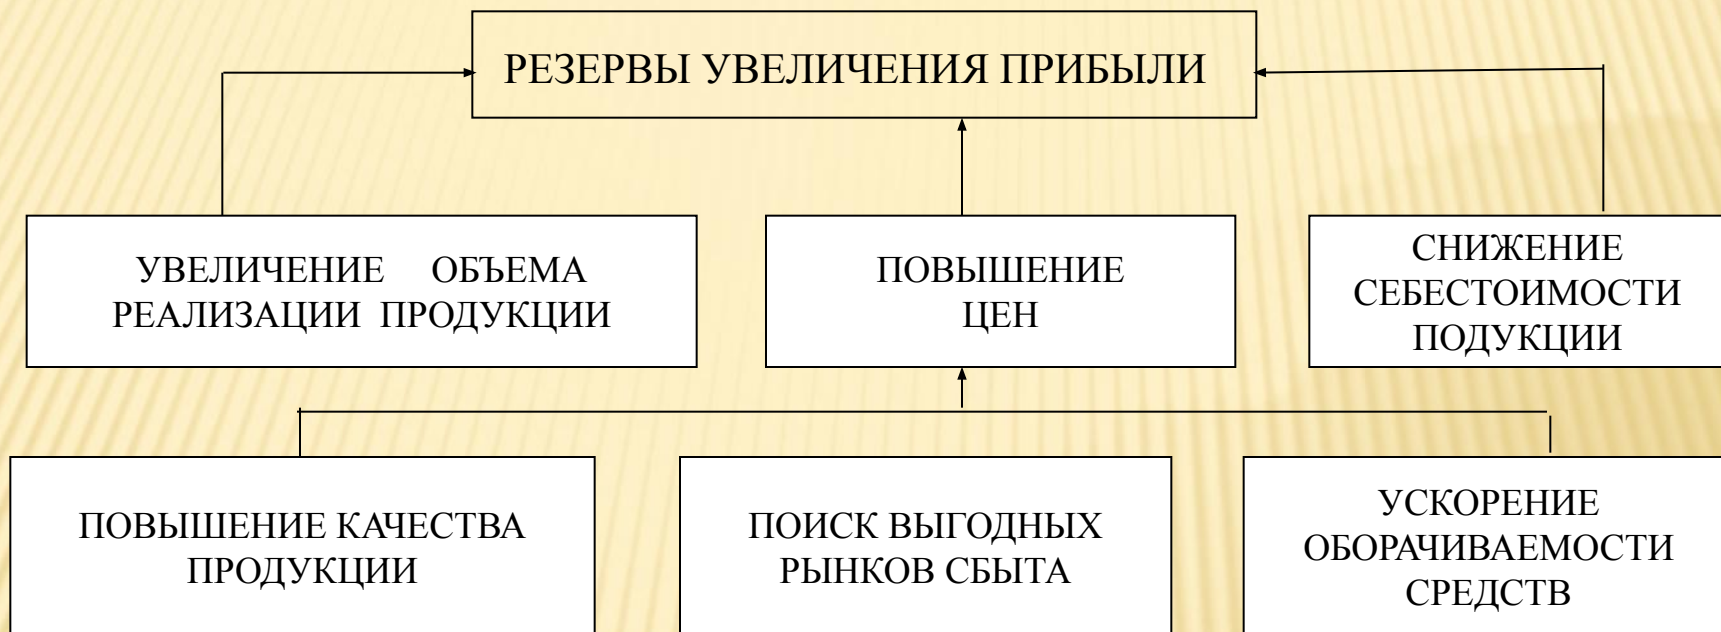 РЕЗЕРВЫ УВЕЛИЧЕНИЯ ПРИБЫЛИ
УВЕЛИЧЕНИЕ ОБЪЕМА
РЕАЛИЗАЦИИ ПРОДУКЦИИ
ПОВЫШЕНИЕ
ЦЕН
СНИЖЕНИЕ
СЕБЕСТОИМОСТИ
ПОДУКЦИИ
ПОВЫШЕНИЕ КАЧЕСТВА
ПРОДУКЦИИ
ПОИСК ВЫГОДНЫХ
РЫНКОВ СБЫТА
УСКОРЕНИЕ
ОБОРАЧИВАЕМОСТИ
СРЕДСТВ